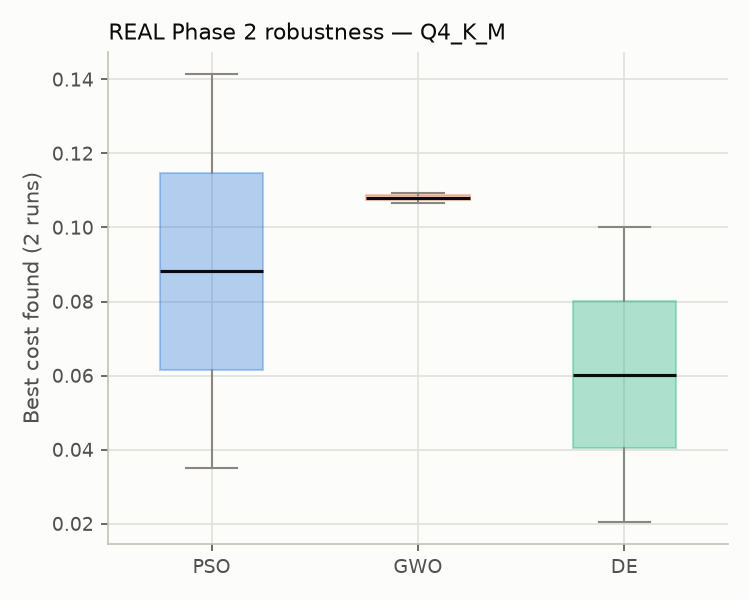 REAL Phase 2 robustness — Q4_K_M
Best cost found (2 runs)
0.14
0.12
0.10
0.08
0.06
0.04
0.02
PSO
GWO
DE